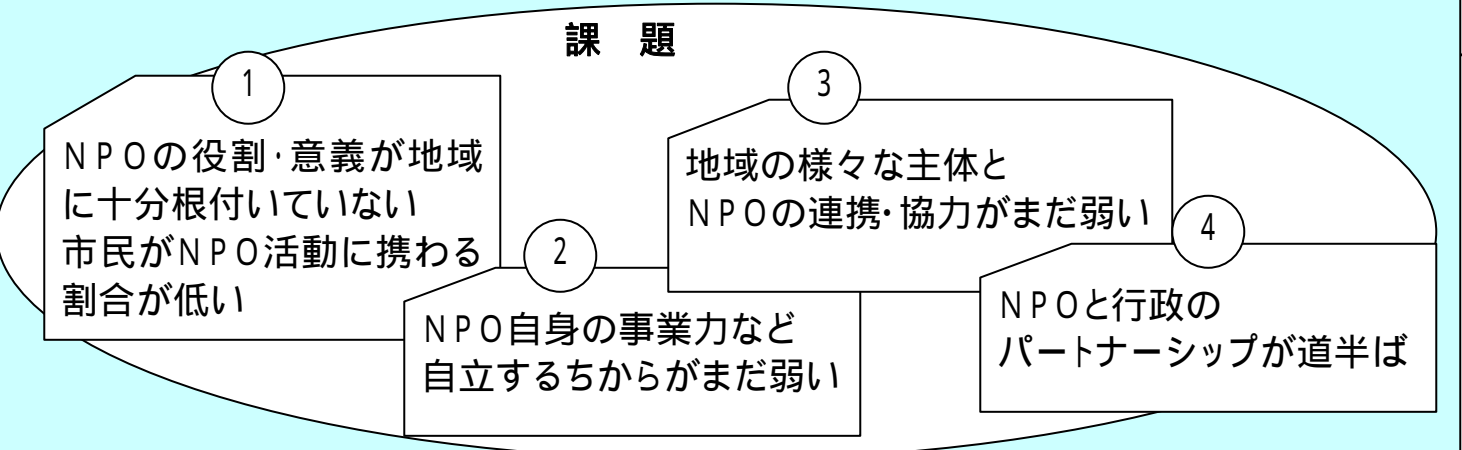 課　題
1
ＮＰＯの役割・意義が地域
に十分根付いていない
市民がＮＰＯ活動に携わる
割合が低い
2
ＮＰＯ自身の事業力など
自立するちからがまだ弱い
3
地域の様々な主体と
ＮＰＯの連携・協力がまだ弱い
4
ＮＰＯと行政の
パートナーシップが道半ば